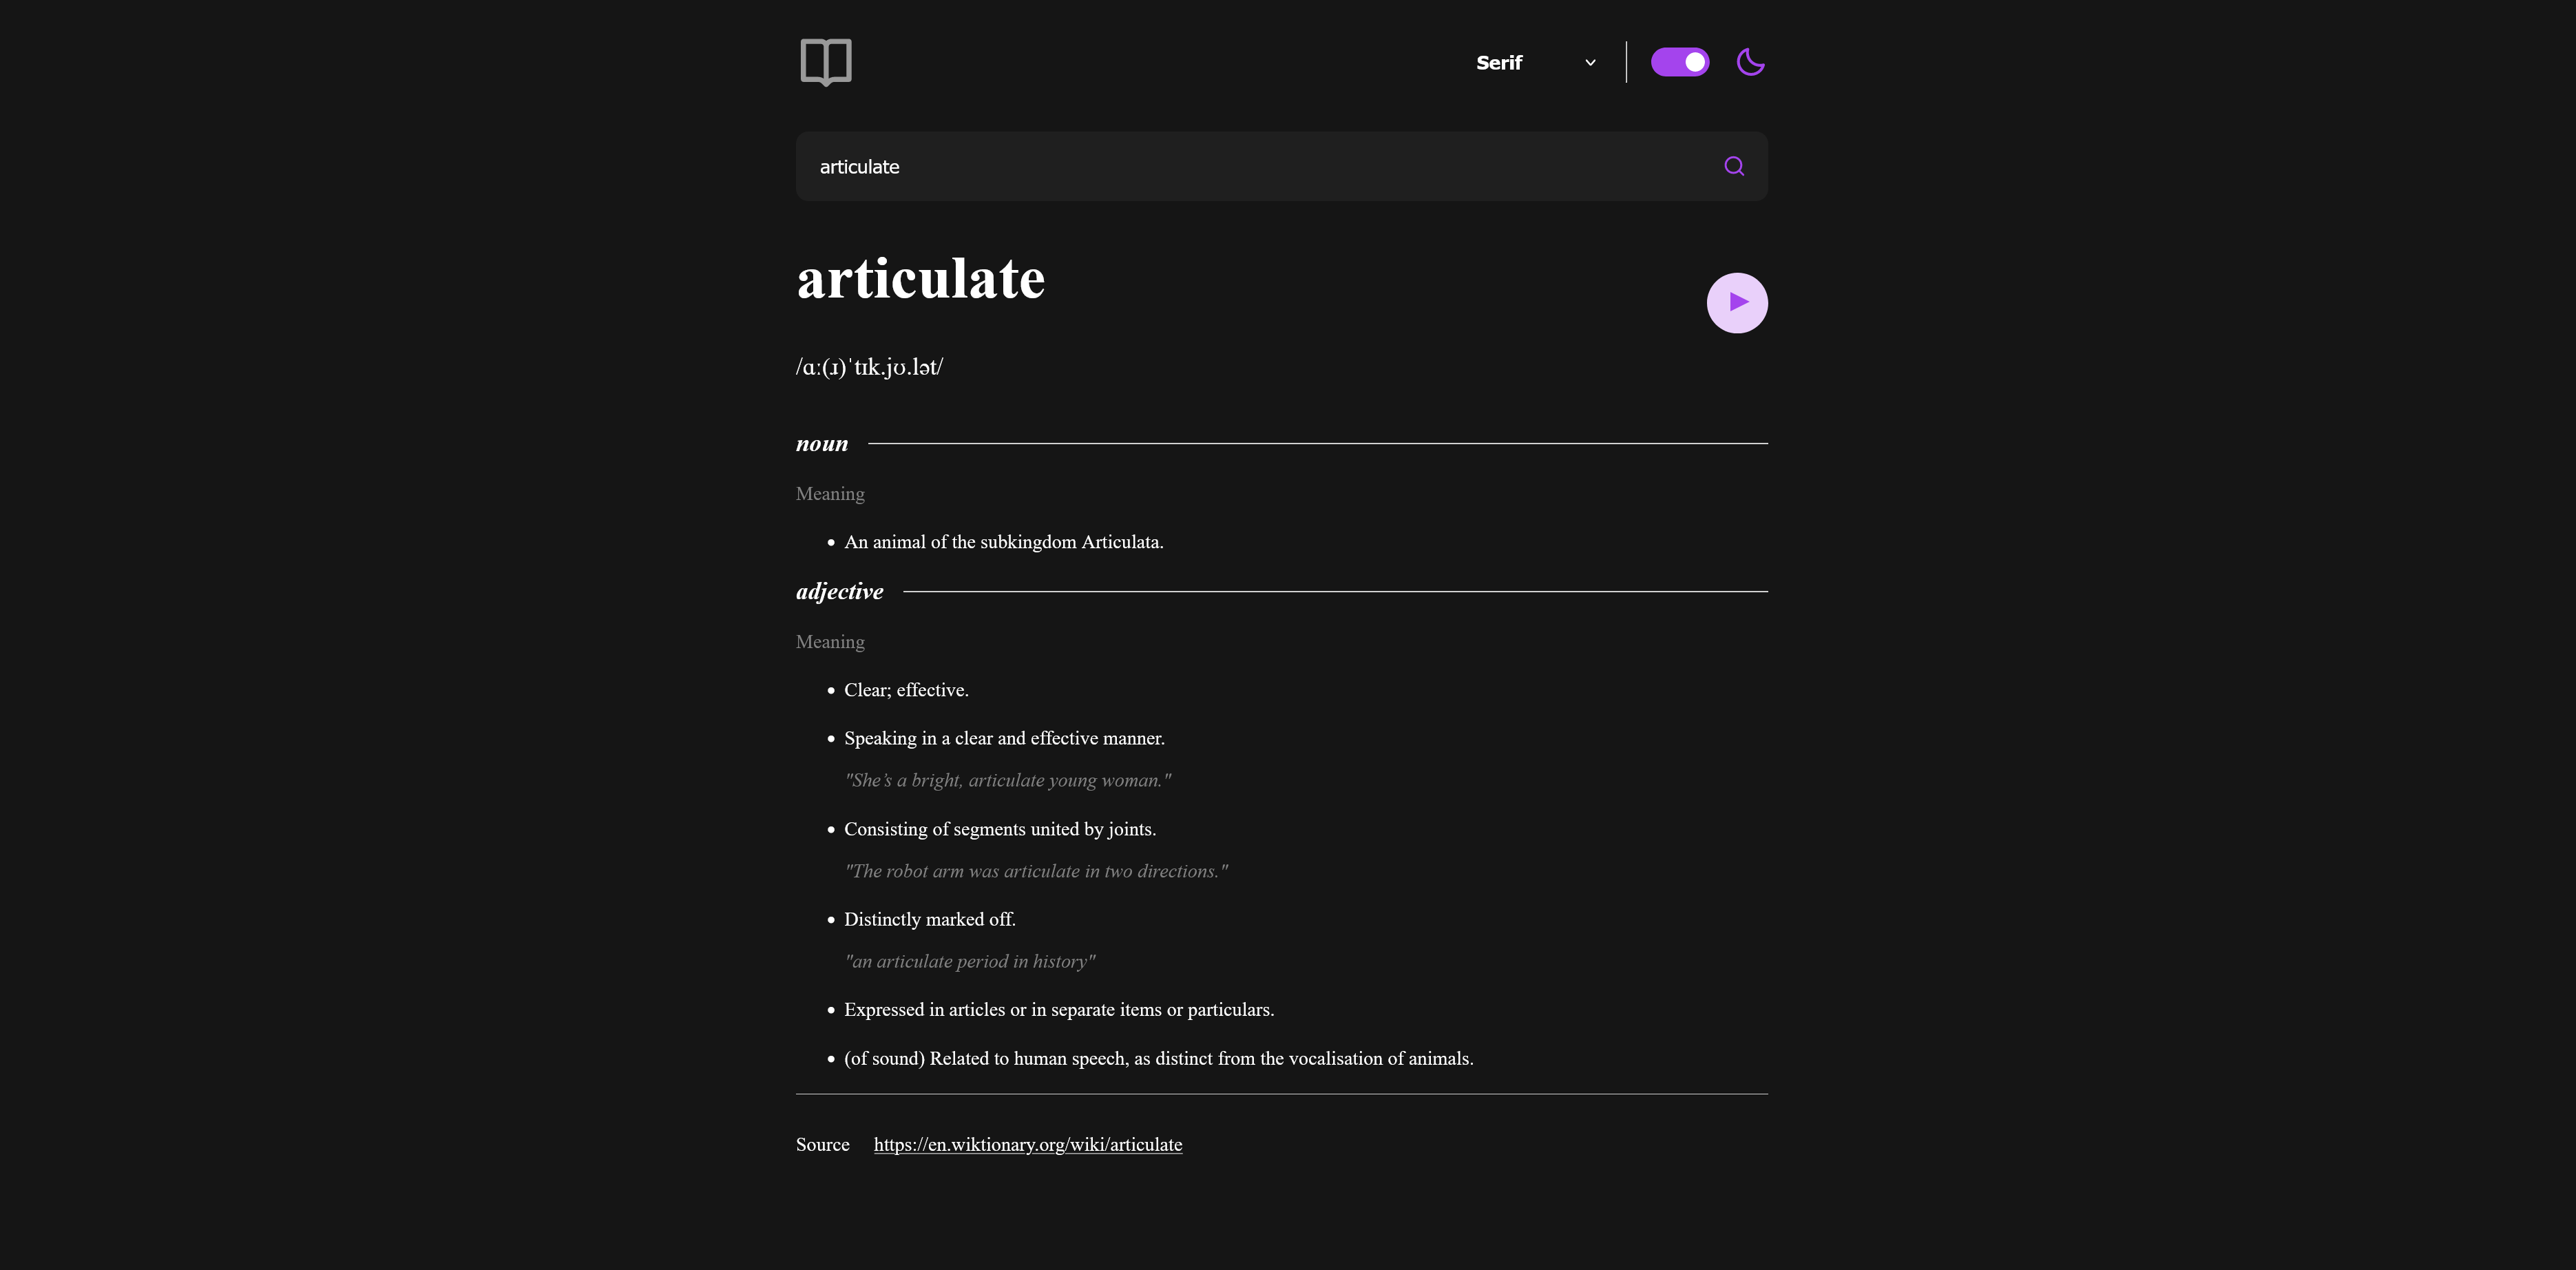 Serif
articulate
articulate
/ɑː(ɹ)ˈtɪk.jʊ.lət/
noun
Meaning
An animal of the subkingdom Articulata.
adjective
Meaning
Clear; effective.
Speaking in a clear and effective manner.
"She’s a bright, articulate young woman."
Consisting of segments united by joints.
"The robot arm was articulate in two directions."
Distinctly marked off.
"an articulate period in history"
Expressed in articles or in separate items or particulars.
(of sound) Related to human speech, as distinct from the vocalisation of animals.
Source https://en.wiktionary.org/wiki/articulate